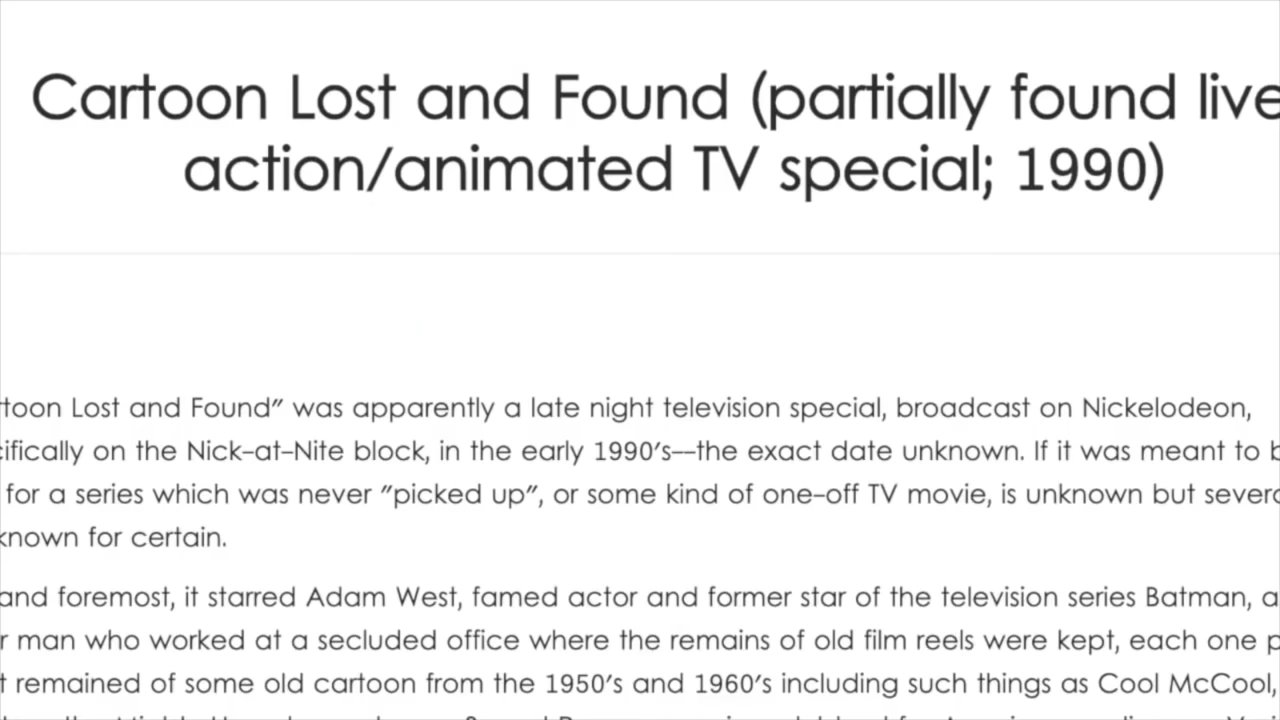 Cartoon Lost and Found (partially found live
action/animated TV special; 1990)
toon Lost and Found" was apparently a late night television special, broadcast on Nickelodeon,
cifically on the Nick-at-Nite block, in the early 1990's--the exact date unknown. If it was meant to b
for a series which was never "picked up", or some kind of one-off TV movie, is unknown but severa
known for certain.
and foremost, it starred Adam West, famed actor and former star of the television series Batman, a
r man who worked at a secluded office where the remains of old film reels were kept, each one p
t remained of some old cartoon from the 1950's and 1960's including such things as Cool McCool,